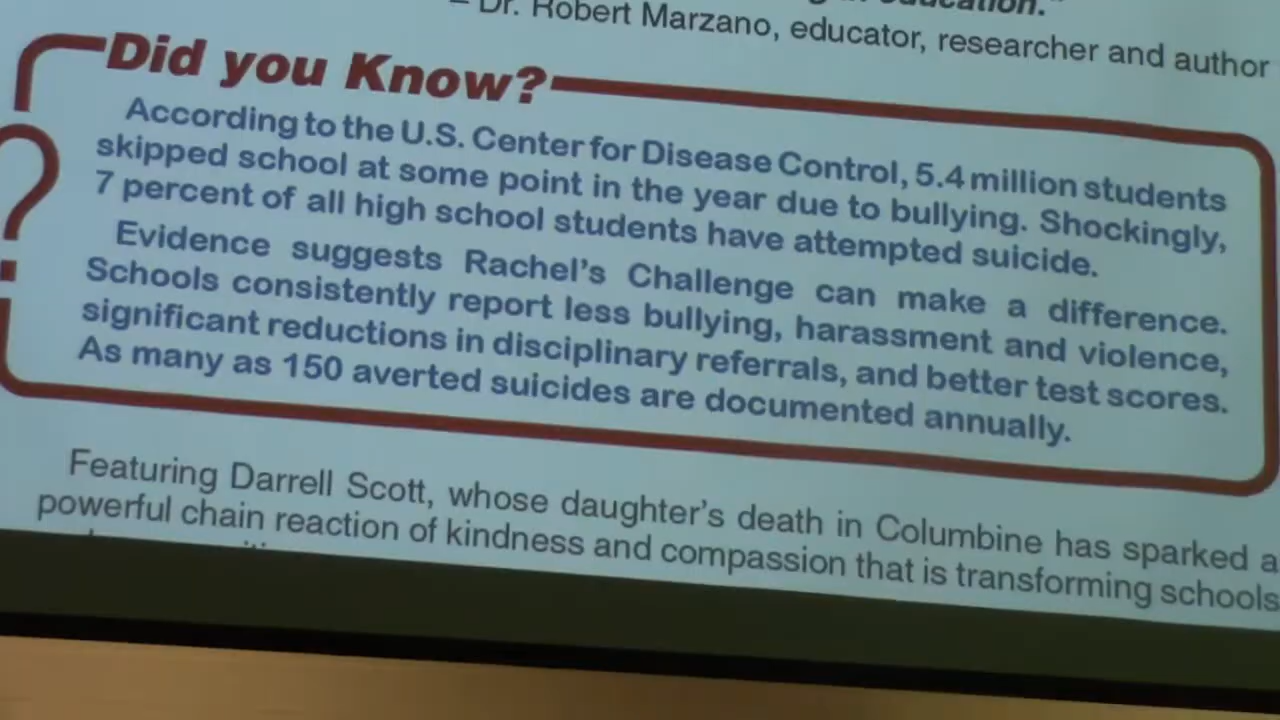 education."
– Dr. Robert Marzano, educator, researcher and author
Did you Know?
According to the U.S. Center for Disease Control, 5.4 million students
skipped school at some point in the year due to bullying. Shockingly,
7 percent of all high school students have attempted suicide.
Evidence suggests Rachel's Challenge can make a difference.
Schools consistently report less bullying, harassment and violence,
significant reductions in disciplinary referrals, and better test scores.
As many as 150 averted suicides are documented annually.
?
Featuring Darrell Scott, whose daughter's death in Columbine has sparked a
powerful chain reaction of kindness and compassion that is transforming schools